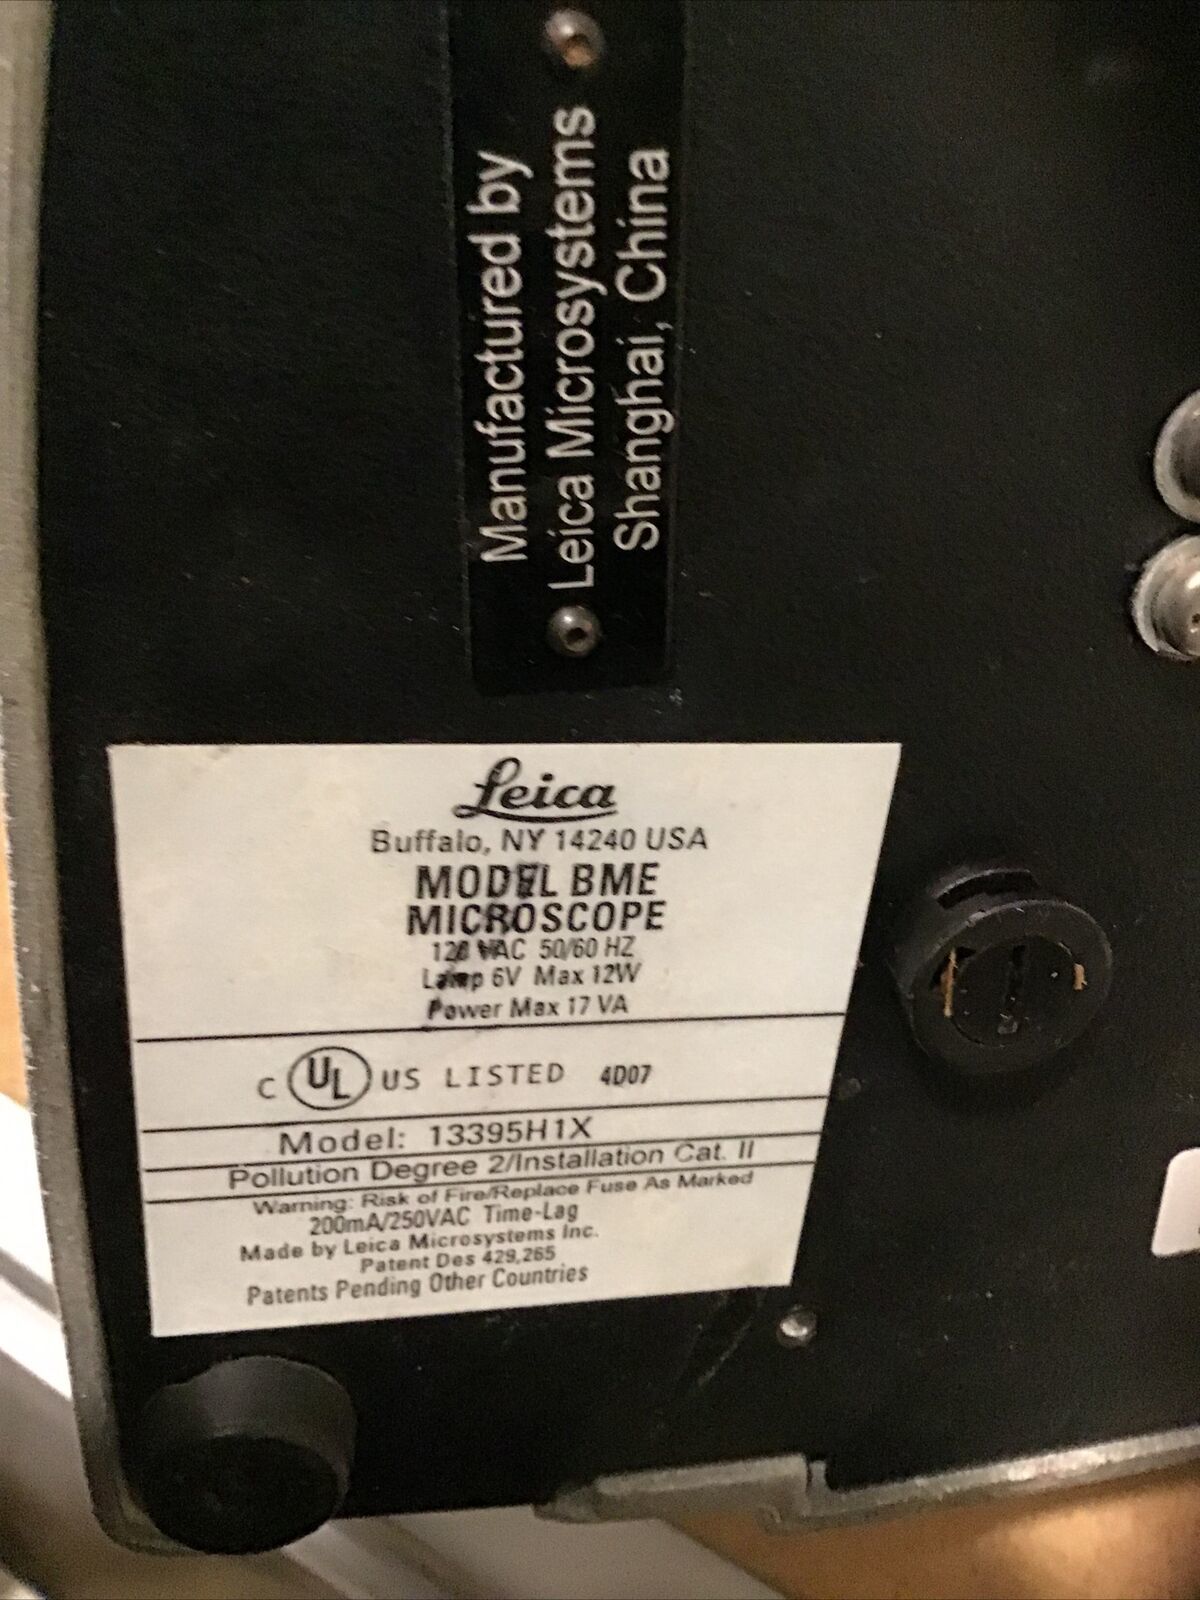 Manufactured by
Leica Microsystems
Shanghai, China
Leica
Buffalo, NY 14240 USA
MODEL BME
MICROSCOPE
VAC 50/60 HZ
Lamp 6V Max 12W
Power Max 17 VA
C UL US LISTED 4D07
Model: 13395H1X
Pollution Degree 2/Installation Cat. II
Warning: Risk of Fire/Replace Fuse As Marked
200mA/250VAC Time-Lag
Made by Leica Microsystems Inc.
Patent Des 429,265
Patents Pending Other Countries